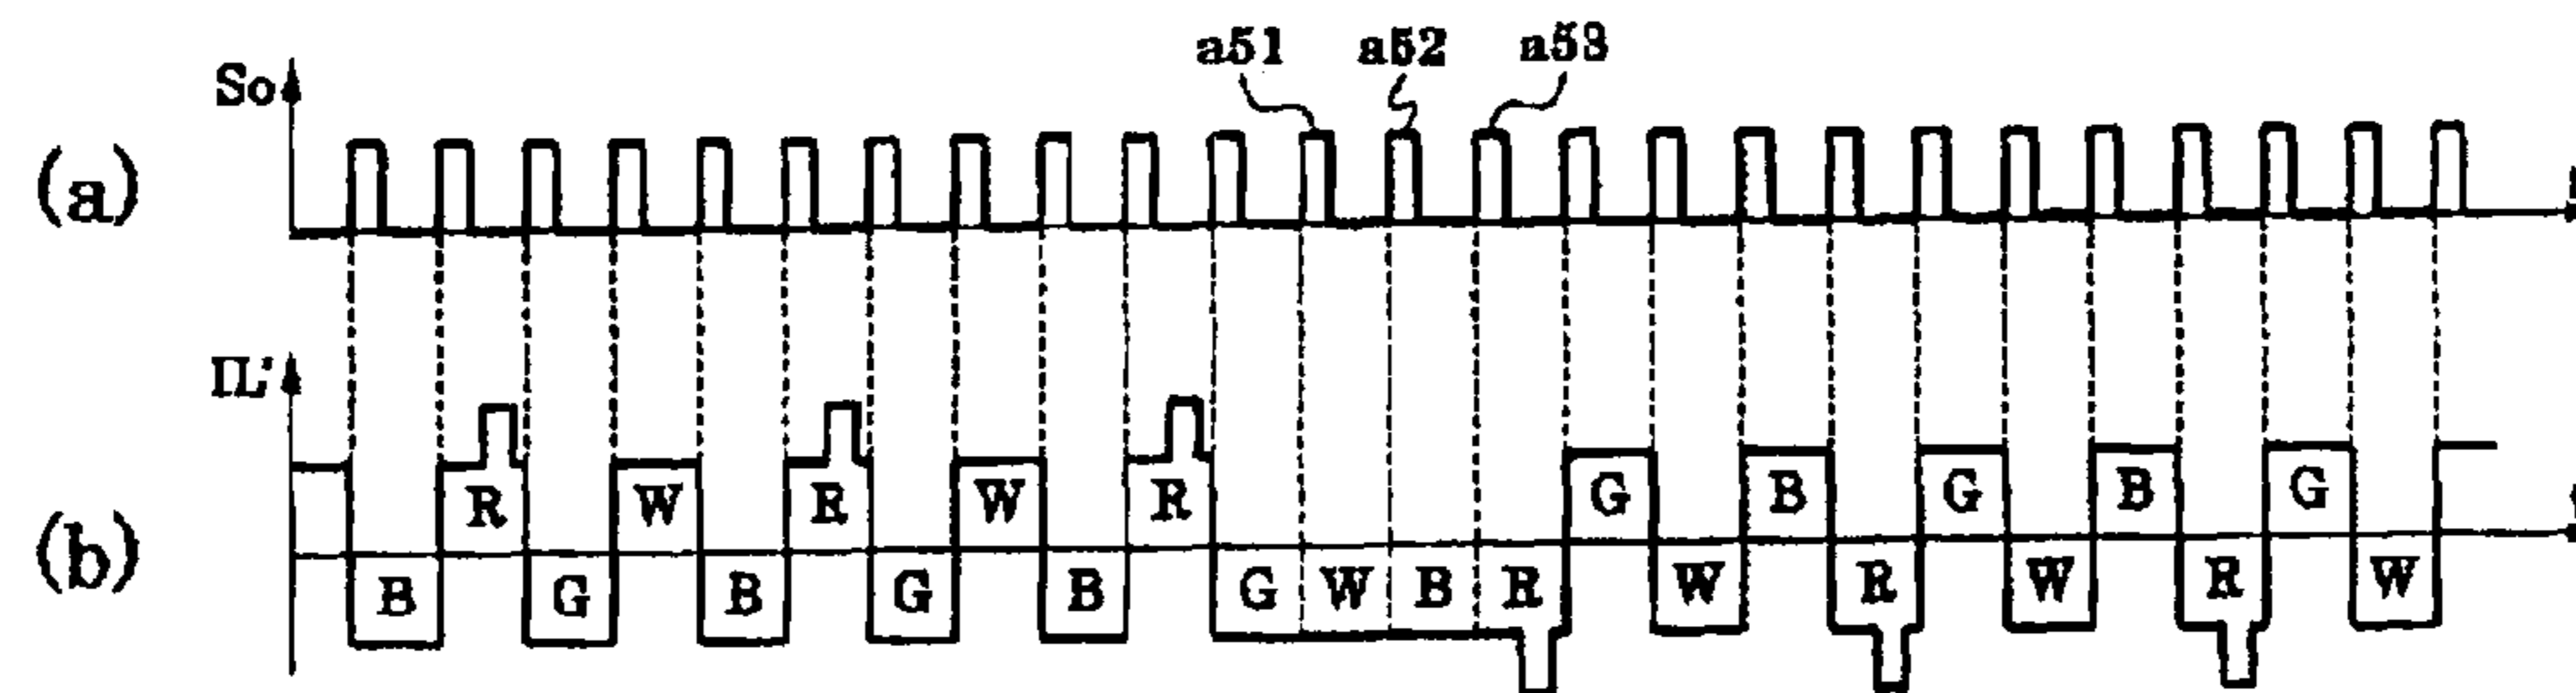 a51 a52 a53
So
(a)
IL'
R W R W R G B G B G
(b)
B G B G B G W B R W R W R W